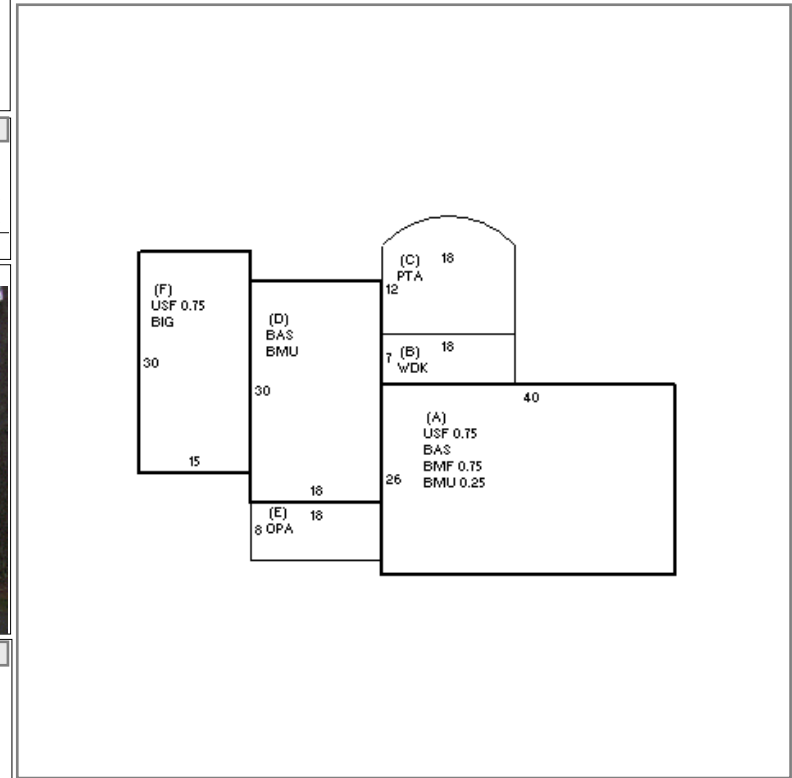 18
(C)
PTA
12
(F)
USF 0.75
BIG
30
15
(D)
BAS
BMU
30
18
18
7 (B)
WDK
40
(A)
USF 0.75
BAS
BMF 0.75
BMU 0.25
26
(E) 18
8 OPA